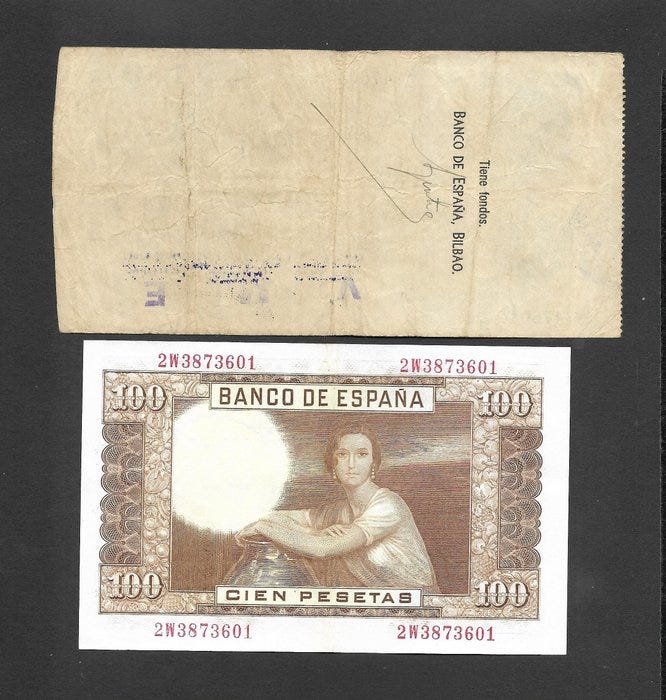 Tiene fondos.
BANCO DE ESPAÑA, BILBAO.
2W3873601 2W3873601
100 BANCO DE ESPAÑA 100
100 CIEN PESETAS 100
2W3873601 2W3873601